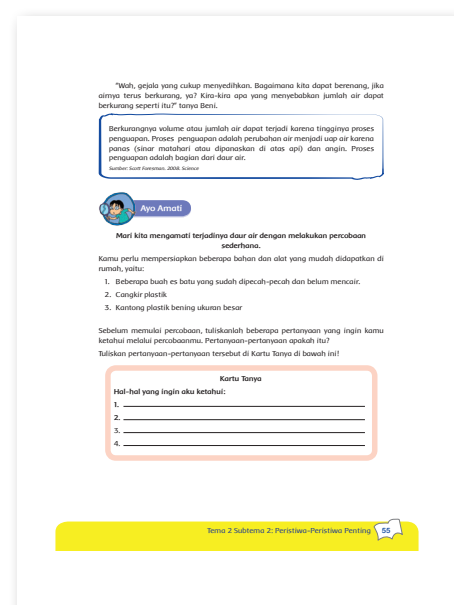 "Wah, gejala yang cukup menyedihkan. Bagaimana kita dapat berenang, jika
airnya terus berkurang, ya? Kira-kira apa yang menyebabkan jumlah air dapat
berkurang seperti itu?" tanya Beni.
Berkurangnya volume atau jumlah air dapat terjadi karena tingginya proses
penguapan. Proses penguapan adalah perubahan air menjadi uap air karena
panas (sinar matahari atau dipanaskan di atas api) dan angin. Proses
penguapan adalah bagian dari daur air.
Sumber: Scott Foresman. 2008. Science
Ayo Amati
Mari kita mengamati terjadinya daur air dengan melakukan percobaan
sederhana.
Kamu perlu mempersiapkan beberapa bahan dan alat yang mudah didapatkan di
rumah, yaitu:
1. Beberapa buah es batu yang sudah dipecah-pecah dan belum mencair.
2. Cangkir plastik
3. Kantong plastik bening ukuran besar
Sebelum memulai percobaan, tuliskanlah beberapa pertanyaan yang ingin kamu
ketahui melalui percobaanmu. Pertanyaan-pertanyaan apakah itu?
Tuliskan pertanyaan-pertanyaan tersebut di Kartu Tanya di bawah ini!
Kartu Tanya
Hal-hal yang ingin aku ketahui:
1.
2.
3.
4.
Tema 2 Subtema 2: Peristiwa-Peristiwa Penting 55